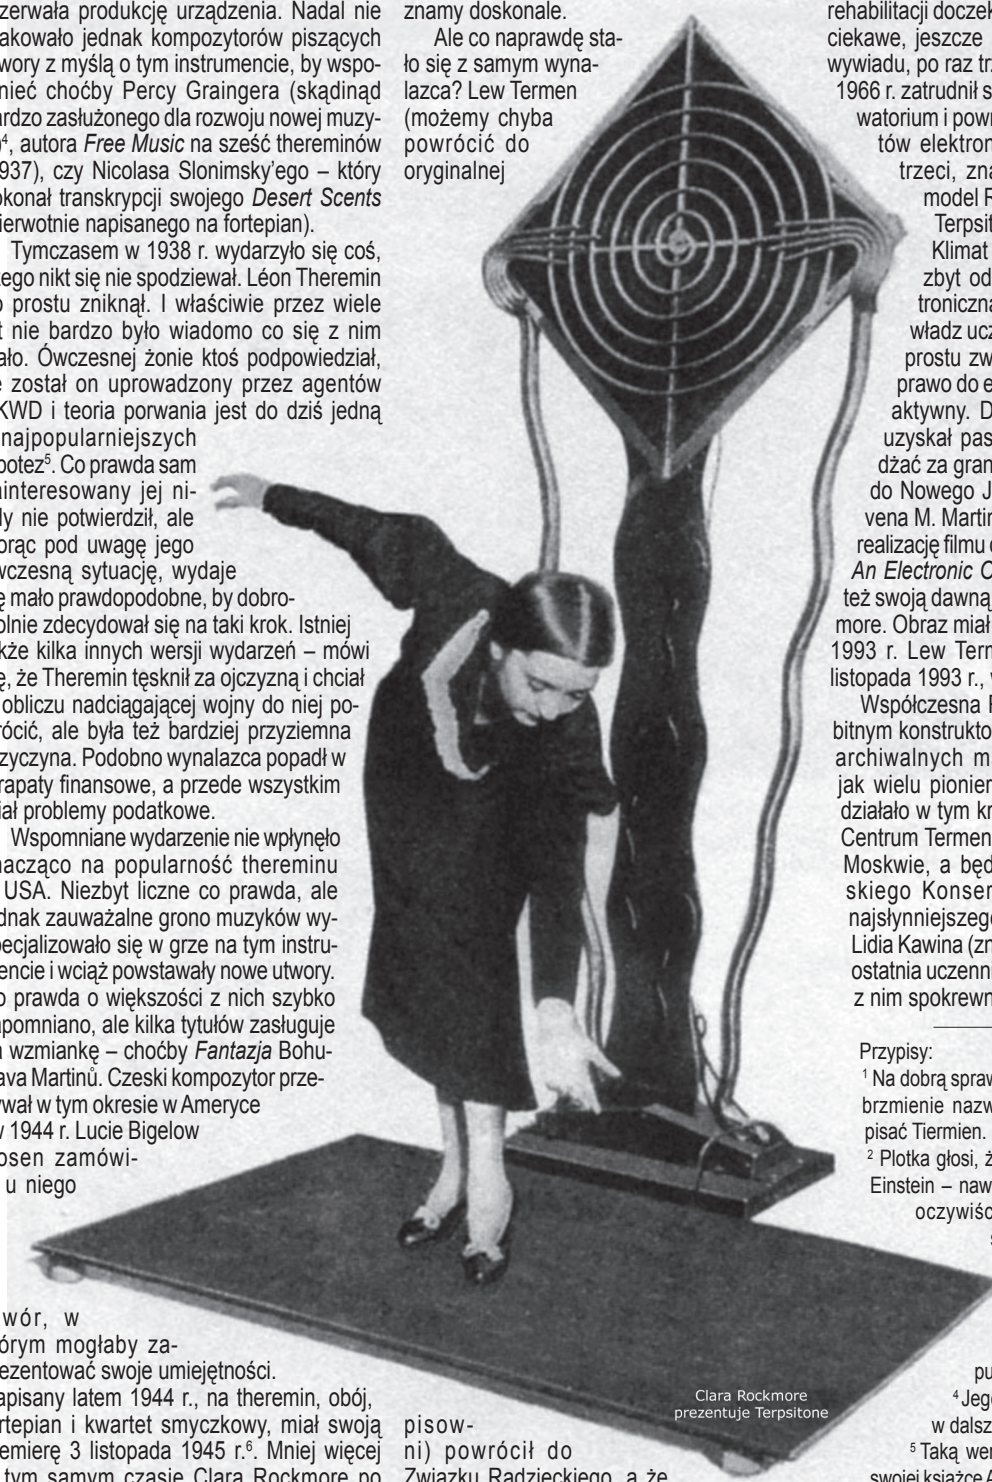 zerwała produkcję urządzenia. Nadal nie
akowało jednak kompozytorów piszących
wory z myślą o tym instrumencie, by wspo-
nieć choćby Percy Graingera (skądinąd
ardzo zasłużonego dla rozwoju nowej muzy-
)⁴, autora Free Music na sześć thereminów
937), czy Nicolasa Slonimsky'ego – który
okonał transkrypcji swojego Desert Scents
ierwotnie napisanego na fortepian).
Tymczasem w 1938 r. wydarzyło się coś,
zego nikt się nie spodziewał. Léon Theremin
o prostu zniknął. I właściwie przez wiele
t nie bardzo było wiadomo co się z nim
ało. Ówczesnej żonie ktoś podpowiedział,
e został on uprowadzony przez agentów
KWD i teoria porwania jest do dziś jedną
najpopularniejszych
potez⁵. Co prawda sam
ainteresowany jej ni-
dy nie potwierdził, ale
orąc pod uwagę jego
wczesną sytuację, wydaje
ę mało prawdopodobne, by dobro-
olnie zdecydował się na taki krok. Istniej
kże kilka innych wersji wydarzeń – mówi
ę, że Theremin tęsknił za ojczyzną i chciał
obliczu nadciągającej wojny do niej po-
rócić, ale była też bardziej przyziemna
zyczyna. Podobno wynalazca popadł w
rapaty finansowe, a przede wszystkim
iał problemy podatkowe.
Wspomniane wydarzenie nie wpłynęło
nacząco na popularność thereminu
USA. Niezbyt liczne co prawda, ale
dnak zauważalne grono muzyków wy-
pecjalizowało się w grze na tym instru-
encie i wciąż powstawały nowe utwory.
o prawda o większości z nich szybko
apomniano, ale kilka tytułów zasługuje
a wzmiankę – choćby Fantazja Bohu-
ava Martinů. Czeski kompozytor prze-
wał w tym okresie w Ameryce
w 1944 r. Lucie Bigelow
osen zamówi-
u niego
wór, w
órym mogłaby za-
ezentować swoje umiejętności.
apisany latem 1944 r., na theremin, obój,
rtepian i kwartet smyczkowy, miał swoją
emierę 3 listopada 1945 r.⁶. Mniej więcej
tym samym czasie Clara Rockmore po
znamy doskonale.
Ale co naprawdę sta-
ło się z samym wyna-
lazca? Lew Termen
(możemy chyba
powrócić do
oryginalnej
pisow-
ni) powrócił do
Związku Radzieckiego, a że
Clara Rockmore
prezentuje Terpsitone
rehabilitacji doczek
ciekawe, jeszcze
wywiadu, po raz trz
1966 r. zatrudnił s
watorium i powr
tów elektron
trzeci, zna
model R
Terpsit
Klimat
zbyt od
troniczna
władz ucz
prostu zw
prawo do e
aktywny. D
uzyskał pas
dżać za gran
do Nowego J
vena M. Martin
realizację filmu o
An Electronic O
też swoją dawną
more. Obraz miał
1993 r. Lew Term
listopada 1993 r., w
Współczesna R
bitnym konstrukto
archiwalnych m
jak wielu pionier
działało w tym kr
Centrum Termen
Moskwie, a będ
skiego Konser
najsłynniejszego
Lidia Kawina (zn
ostatnia uczenni
z nim spokrewn
Przypisy:
¹ Na dobrą spraw
brzmienie nazw
pisać Tiermien.
² Plotka głosi, ż
Einstein – naw
oczywiśc
s
pu
⁴ Jego
w dalsz
⁵ Taką wer
swojej książce